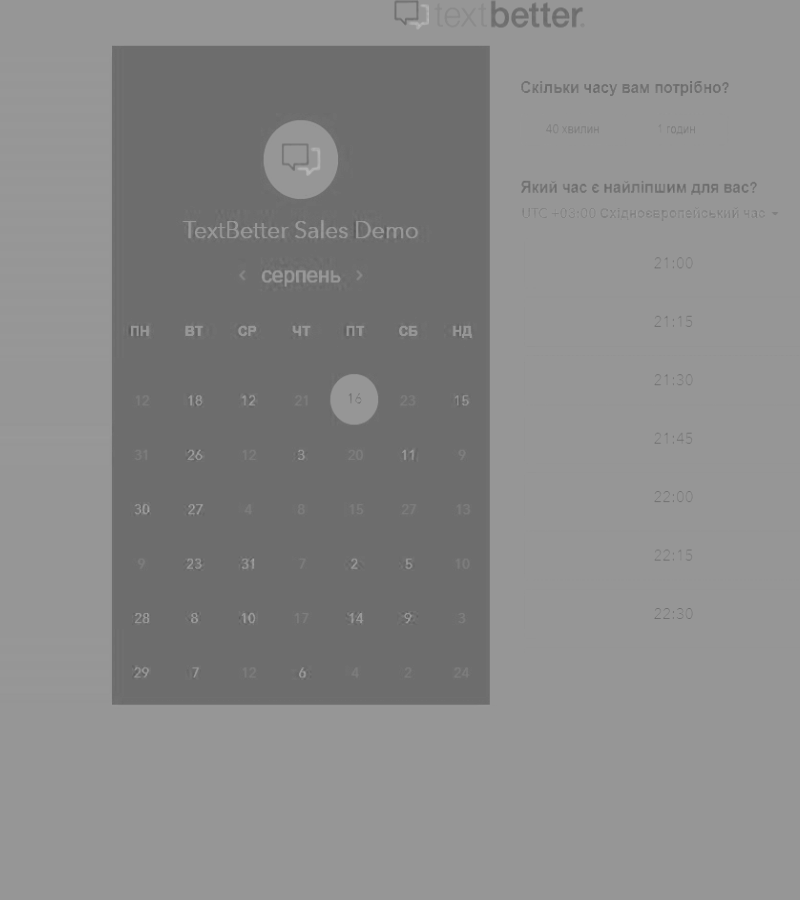 textbetter
TextBetter Sales Demo
серпень
ПН ВТ СР ЧТ ПТ СБ НД
12 18 12 21 16 23 15
31 26 12 3 20 11 9
30 27 4 8 15 27 13
9 23 31 7 2 5 10
28 8 10 17 14 9 3
29 7 12 6 4 2 24
Скільки часу вам потрібно?
40 хвилин 1 годин
Який час є найліпшим для вас?
UTC +03:00 Східноєвропейський час
21:00
21:15
21:30
21:45
22:00
22:15
22:30